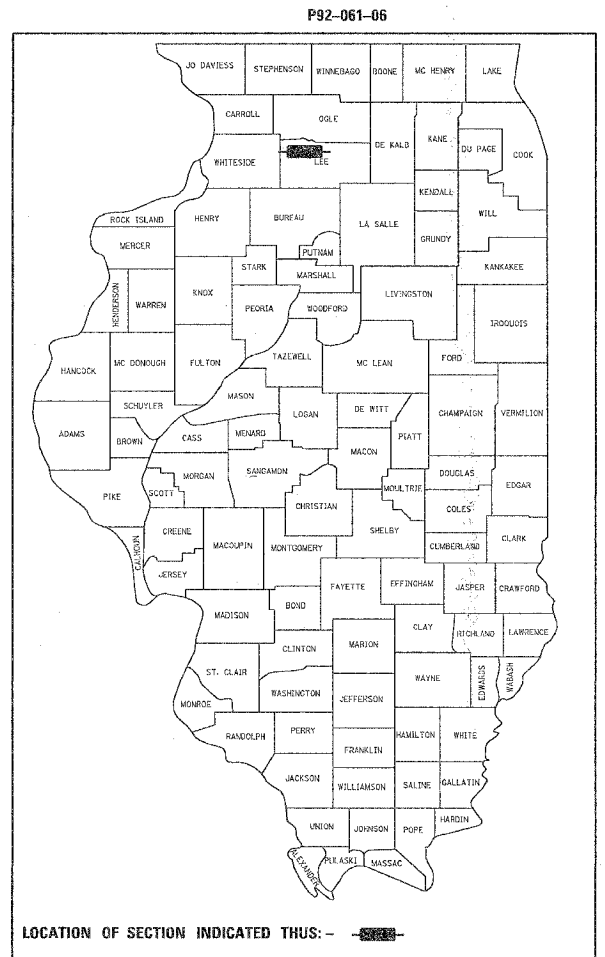 P92-061-06
JO DAVIESS STEPHENSON WINNEBAGO BOONE MC HENRY LAKE
CARROLL OGLE
DE KALB KANE DU PAGE COOK
WHITESIDE LEE
KENDALL
ROCK ISLAND HENRY BUREAU LA SALLE WILL
MERCER PUTNAM GRUNDY
STARK MARSHALL KANKAKEE
HENDERSON WARREN KNOX PEORIA WOODFORD LIVINGSTON IROQUOIS
HANCOCK MC DONOUGH FULTON TAZEWELL MC LEAN FORD
MASON
SCHUYLER LOGAN DE WITT CHAMPAIGN VERMILION
ADAMS BROWN CASS MENARD MACON PIATT
SANGAMON DOUGLAS EDGAR
PIKE SCOTT MORGAN CHRISTIAN MOULTRIE COLES
SHELBY
CALHOUN GREENE MACOUPIN MONTGOMERY CUMBERLAND CLARK
JERSEY FAYETTE EFFINGHAM JASPER CRAWFORD
MADISON BOND
CLAY RICHLAND LAWRENCE
CLINTON MARION
ST. CLAIR WAYNE EDWARDS WABASH
WASHINGTON JEFFERSON
MONROE
RANDOLPH PERRY HAMILTON WHITE
FRANKLIN
JACKSON WILLIAMSON SALINE GALLATIN
UNION JOHNSON POPE HARDIN
ALEXANDER PULASKI MASSAC
LOCATION OF SECTION INDICATED THUS: -